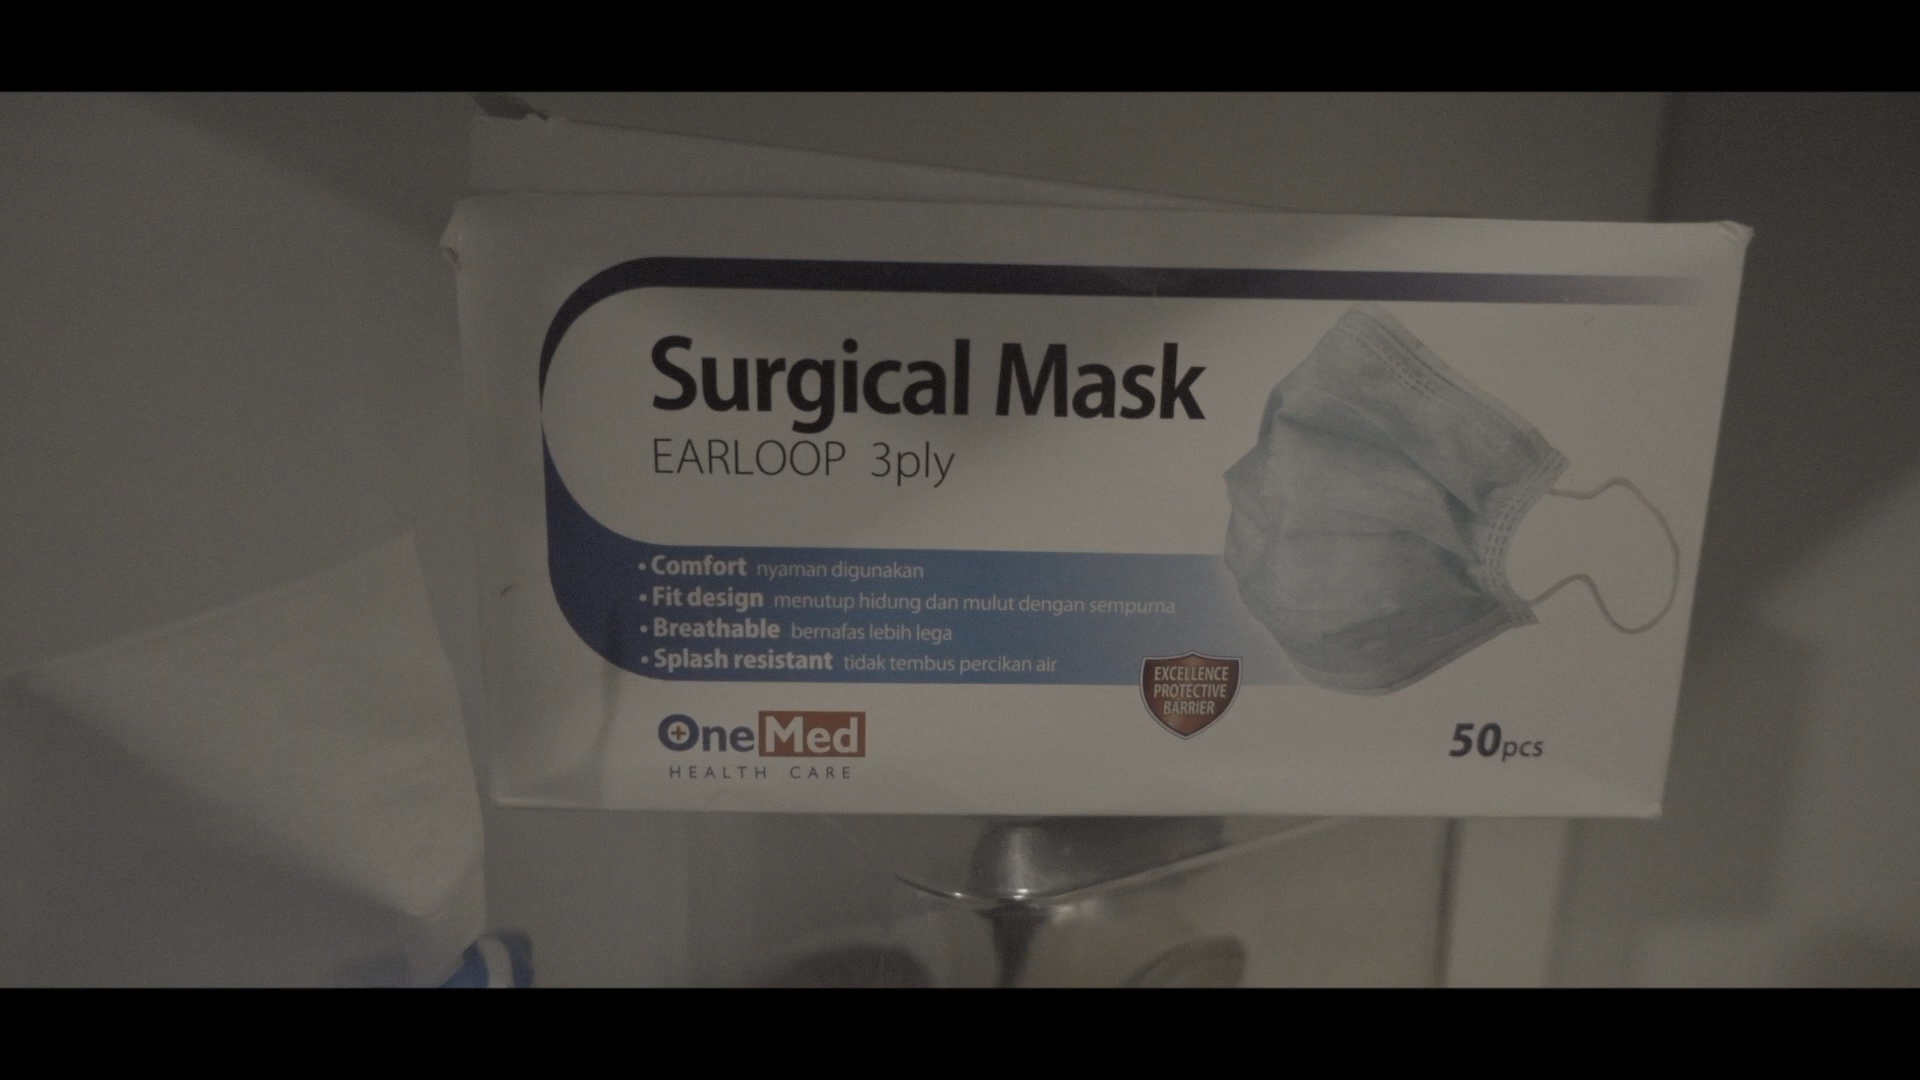 Surgical Mask
EARLOOP 3ply
• Comfort nyaman digunakan
• Fit design menutup hidung dan mulut dengan sempurna
• Breathable bernafas lebih lega
• Splash resistant tidak tembus percikan air
EXCELLENCE
PROTECTIVE
BARRIER
OneMed
HEALTH CARE
50pcs